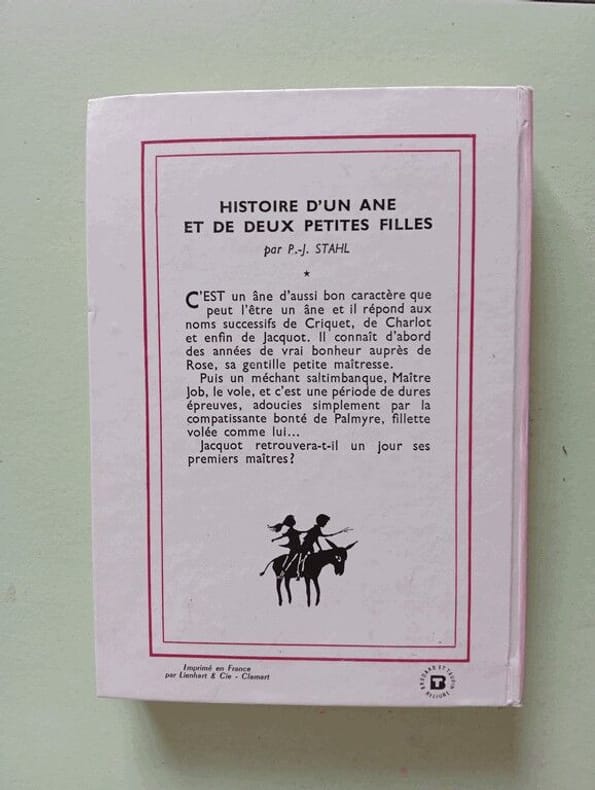 HISTOIRE D'UN ANE
ET DE DEUX PETITES FILLES
par P.-J. STAHL
C'EST un âne d'aussi bon caractère que
peut l'être un âne et il répond aux
noms successifs de Criquet, de Charlot
et enfin de Jacquot. Il connaît d'abord
des années de vrai bonheur auprès de
Rose, sa gentille petite maîtresse.
Puis un méchant saltimbanque, Maître
Job, le vole, et c'est une période de dures
épreuves, adoucies simplement par la
compatissante bonté de Palmyre, fillette
volée comme lui...
Jacquot retrouvera-t-il un jour ses
premiers maîtres?
Imprimé en France
par Lienhart & Cie - Clamart
BRODARD ET TAUPIN
RELIURE